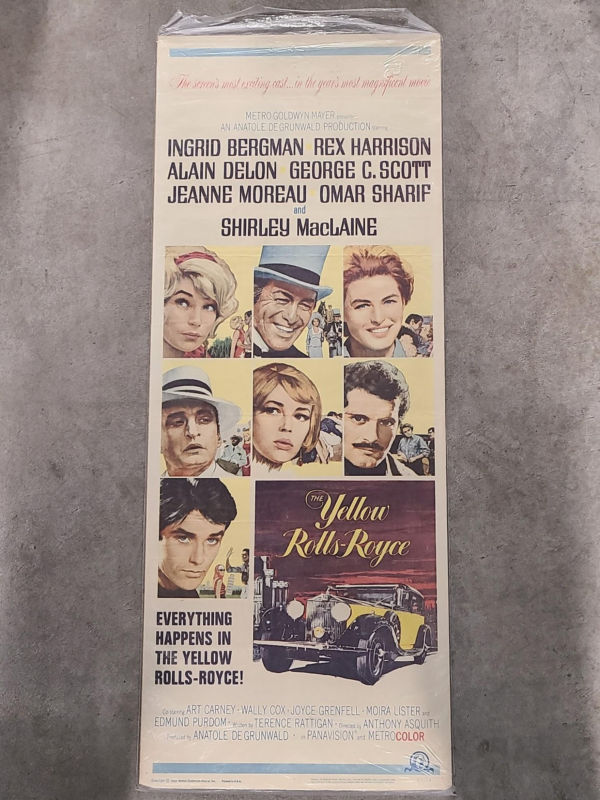 The screen's most exciting cast...in the year's most magnificent movie
METRO-GOLDWYN-MAYER presents
AN ANATOLE DE GRUNWALD PRODUCTION starring
INGRID BERGMAN · REX HARRISON
ALAIN DELON · GEORGE C. SCOTT
JEANNE MOREAU · OMAR SHARIF
and
SHIRLEY MacLAINE
THE
Yellow
Rolls-Royce
EVERYTHING
HAPPENS IN
THE YELLOW
ROLLS-ROYCE!
Co-starring ART CARNEY · WALLY COX · JOYCE GRENFELL · MOIRA LISTER and
EDMUND PURDOM · Written by TERENCE RATTIGAN · Directed by ANTHONY ASQUITH
Produced by ANATOLE DE GRUNWALD · In PANAVISION® and METROCOLOR